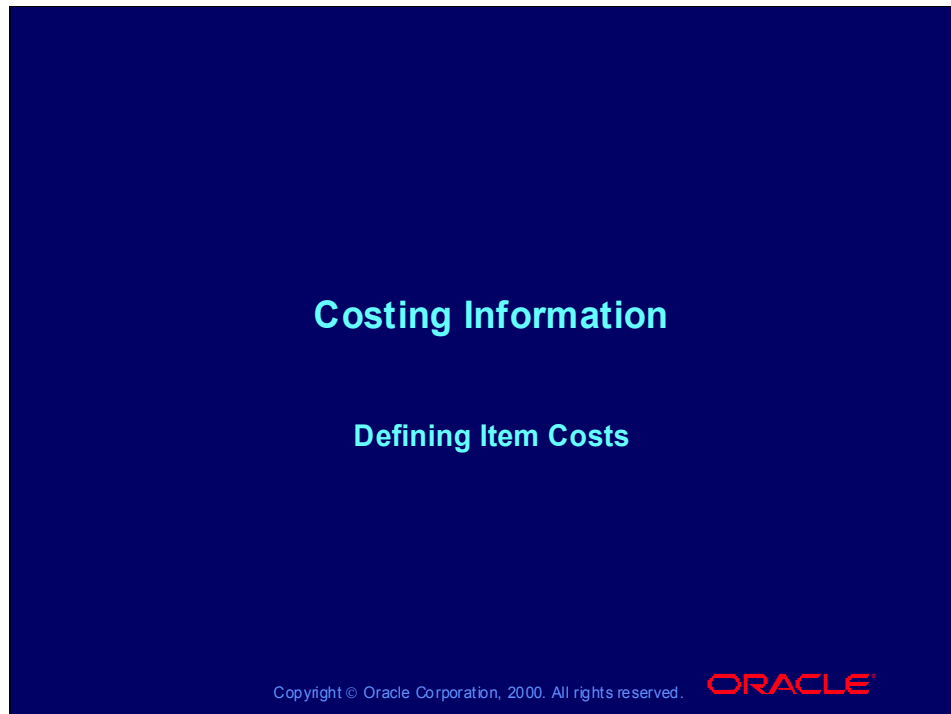 Costing Information
Defining Item Costs
Copyright © Oracle Corporation, 2000. All rights reserved.
ORACLE®